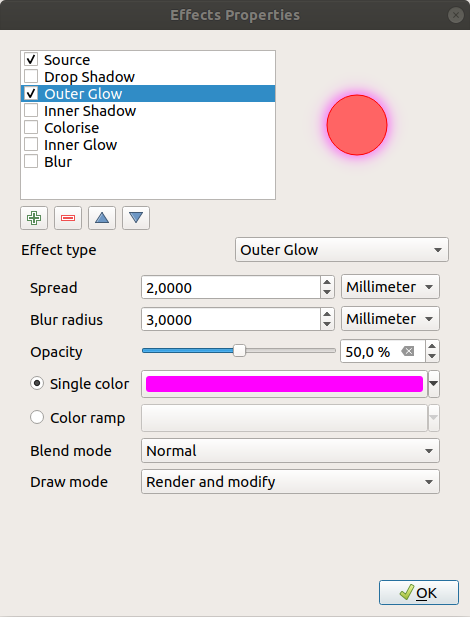 Effects Properties
Source
Drop Shadow
Outer Glow
Inner Shadow
Colorise
Inner Glow
Blur
Effect type Outer Glow
Spread 2,0000 Millimeter
Blur radius 3,0000 Millimeter
Opacity 50,0 %
Single color
Color ramp
Blend mode Normal
Draw mode Render and modify
OK